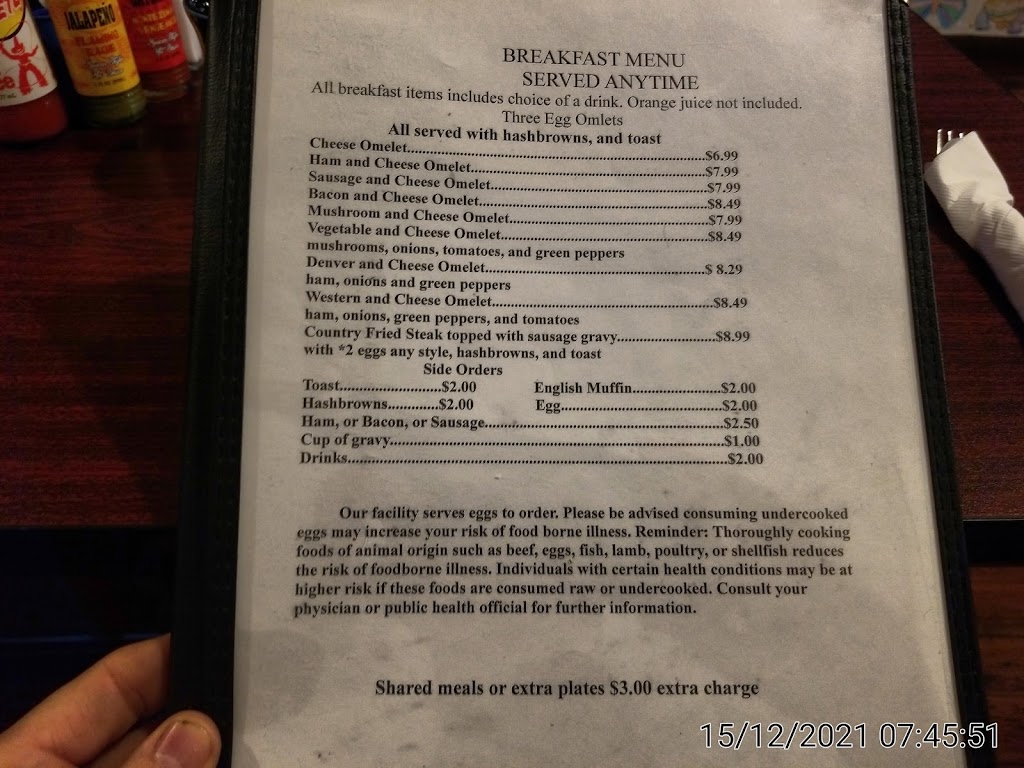 JALAPEÑO
FLAMING
RAGE
BREAKFAST MENU
SERVED ANYTIME
All breakfast items includes choice of a drink. Orange juice not included.
Three Egg Omlets
All served with hashbrowns, and toast
Cheese Omelet..........$6.99
Ham and Cheese Omelet..........$7.99
Sausage and Cheese Omelet..........$7.99
Bacon and Cheese Omelet..........$8.49
Mushroom and Cheese Omelet..........$7.99
Vegetable and Cheese Omelet..........$8.49
mushrooms, onions, tomatoes, and green peppers
Denver and Cheese Omelet..........$ 8.29
ham, onions and green peppers
Western and Cheese Omelet..........$8.49
ham, onions, green peppers, and tomatoes
Country Fried Steak topped with sausage gravy..........$8.99
with *2 eggs any style, hashbrowns, and toast
Side Orders
Toast..........$2.00 English Muffin..........$2.00
Hashbrowns..........$2.00 Egg..........$2.00
Ham, or Bacon, or Sausage..........$2.50
Cup of gravy..........$1.00
Drinks..........$2.00
Our facility serves eggs to order. Please be advised consuming undercooked
eggs may increase your risk of food borne illness. Reminder: Thoroughly cooking
foods of animal origin such as beef, eggs, fish, lamb, poultry, or shellfish reduces
the risk of foodborne illness. Individuals with certain health conditions may be at
higher risk if these foods are consumed raw or undercooked. Consult your
physician or public health official for further information.
Shared meals or extra plates $3.00 extra charge
15/12/2021 07:45:51